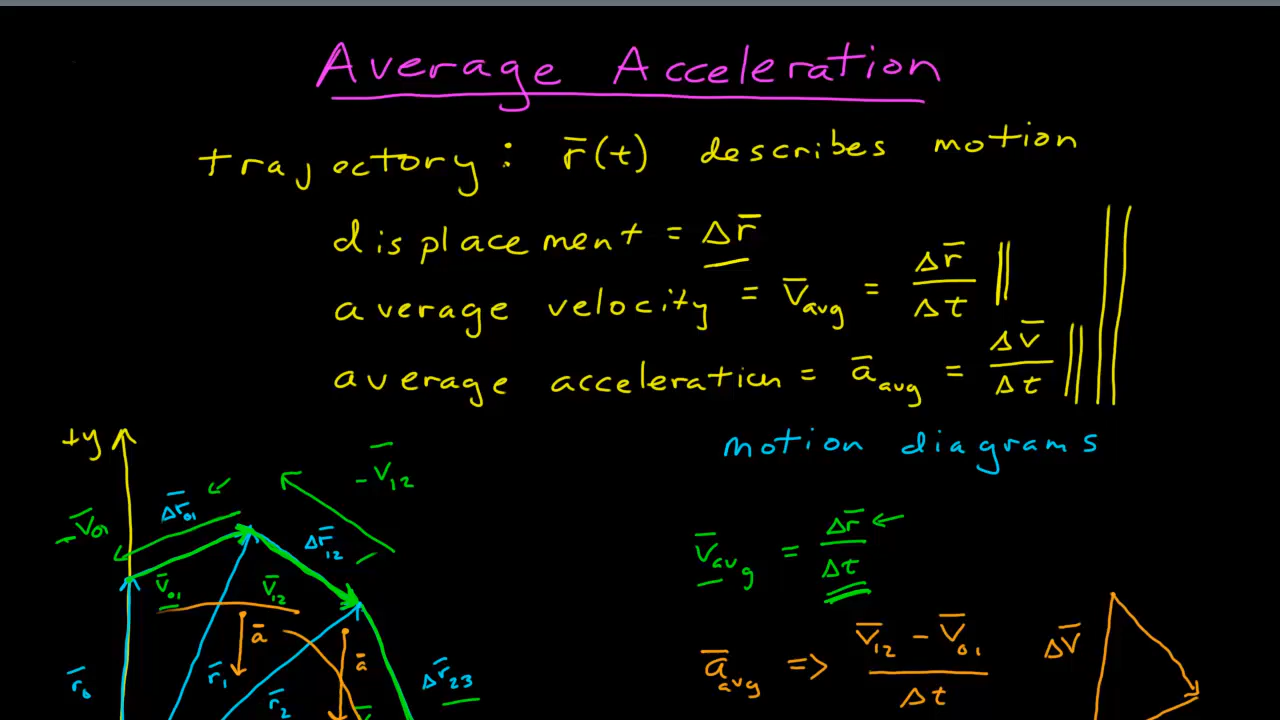 Average Acceleration
trajectory: r̄(t) describes motion
displacement = Δr̄
average velocity = v̄avg = Δr̄/Δt
average acceleration = āavg = Δv̄/Δt
motion diagrams
+y
-v̄12
-v̄01
Δr̄01
Δr̄12
v̄avg = Δr̄/Δt
v̄01
v̄12
ā
ā
r̄0
r̄1
r̄2
Δr̄23
āavg => v̄12 - v̄01/Δt
Δv̄